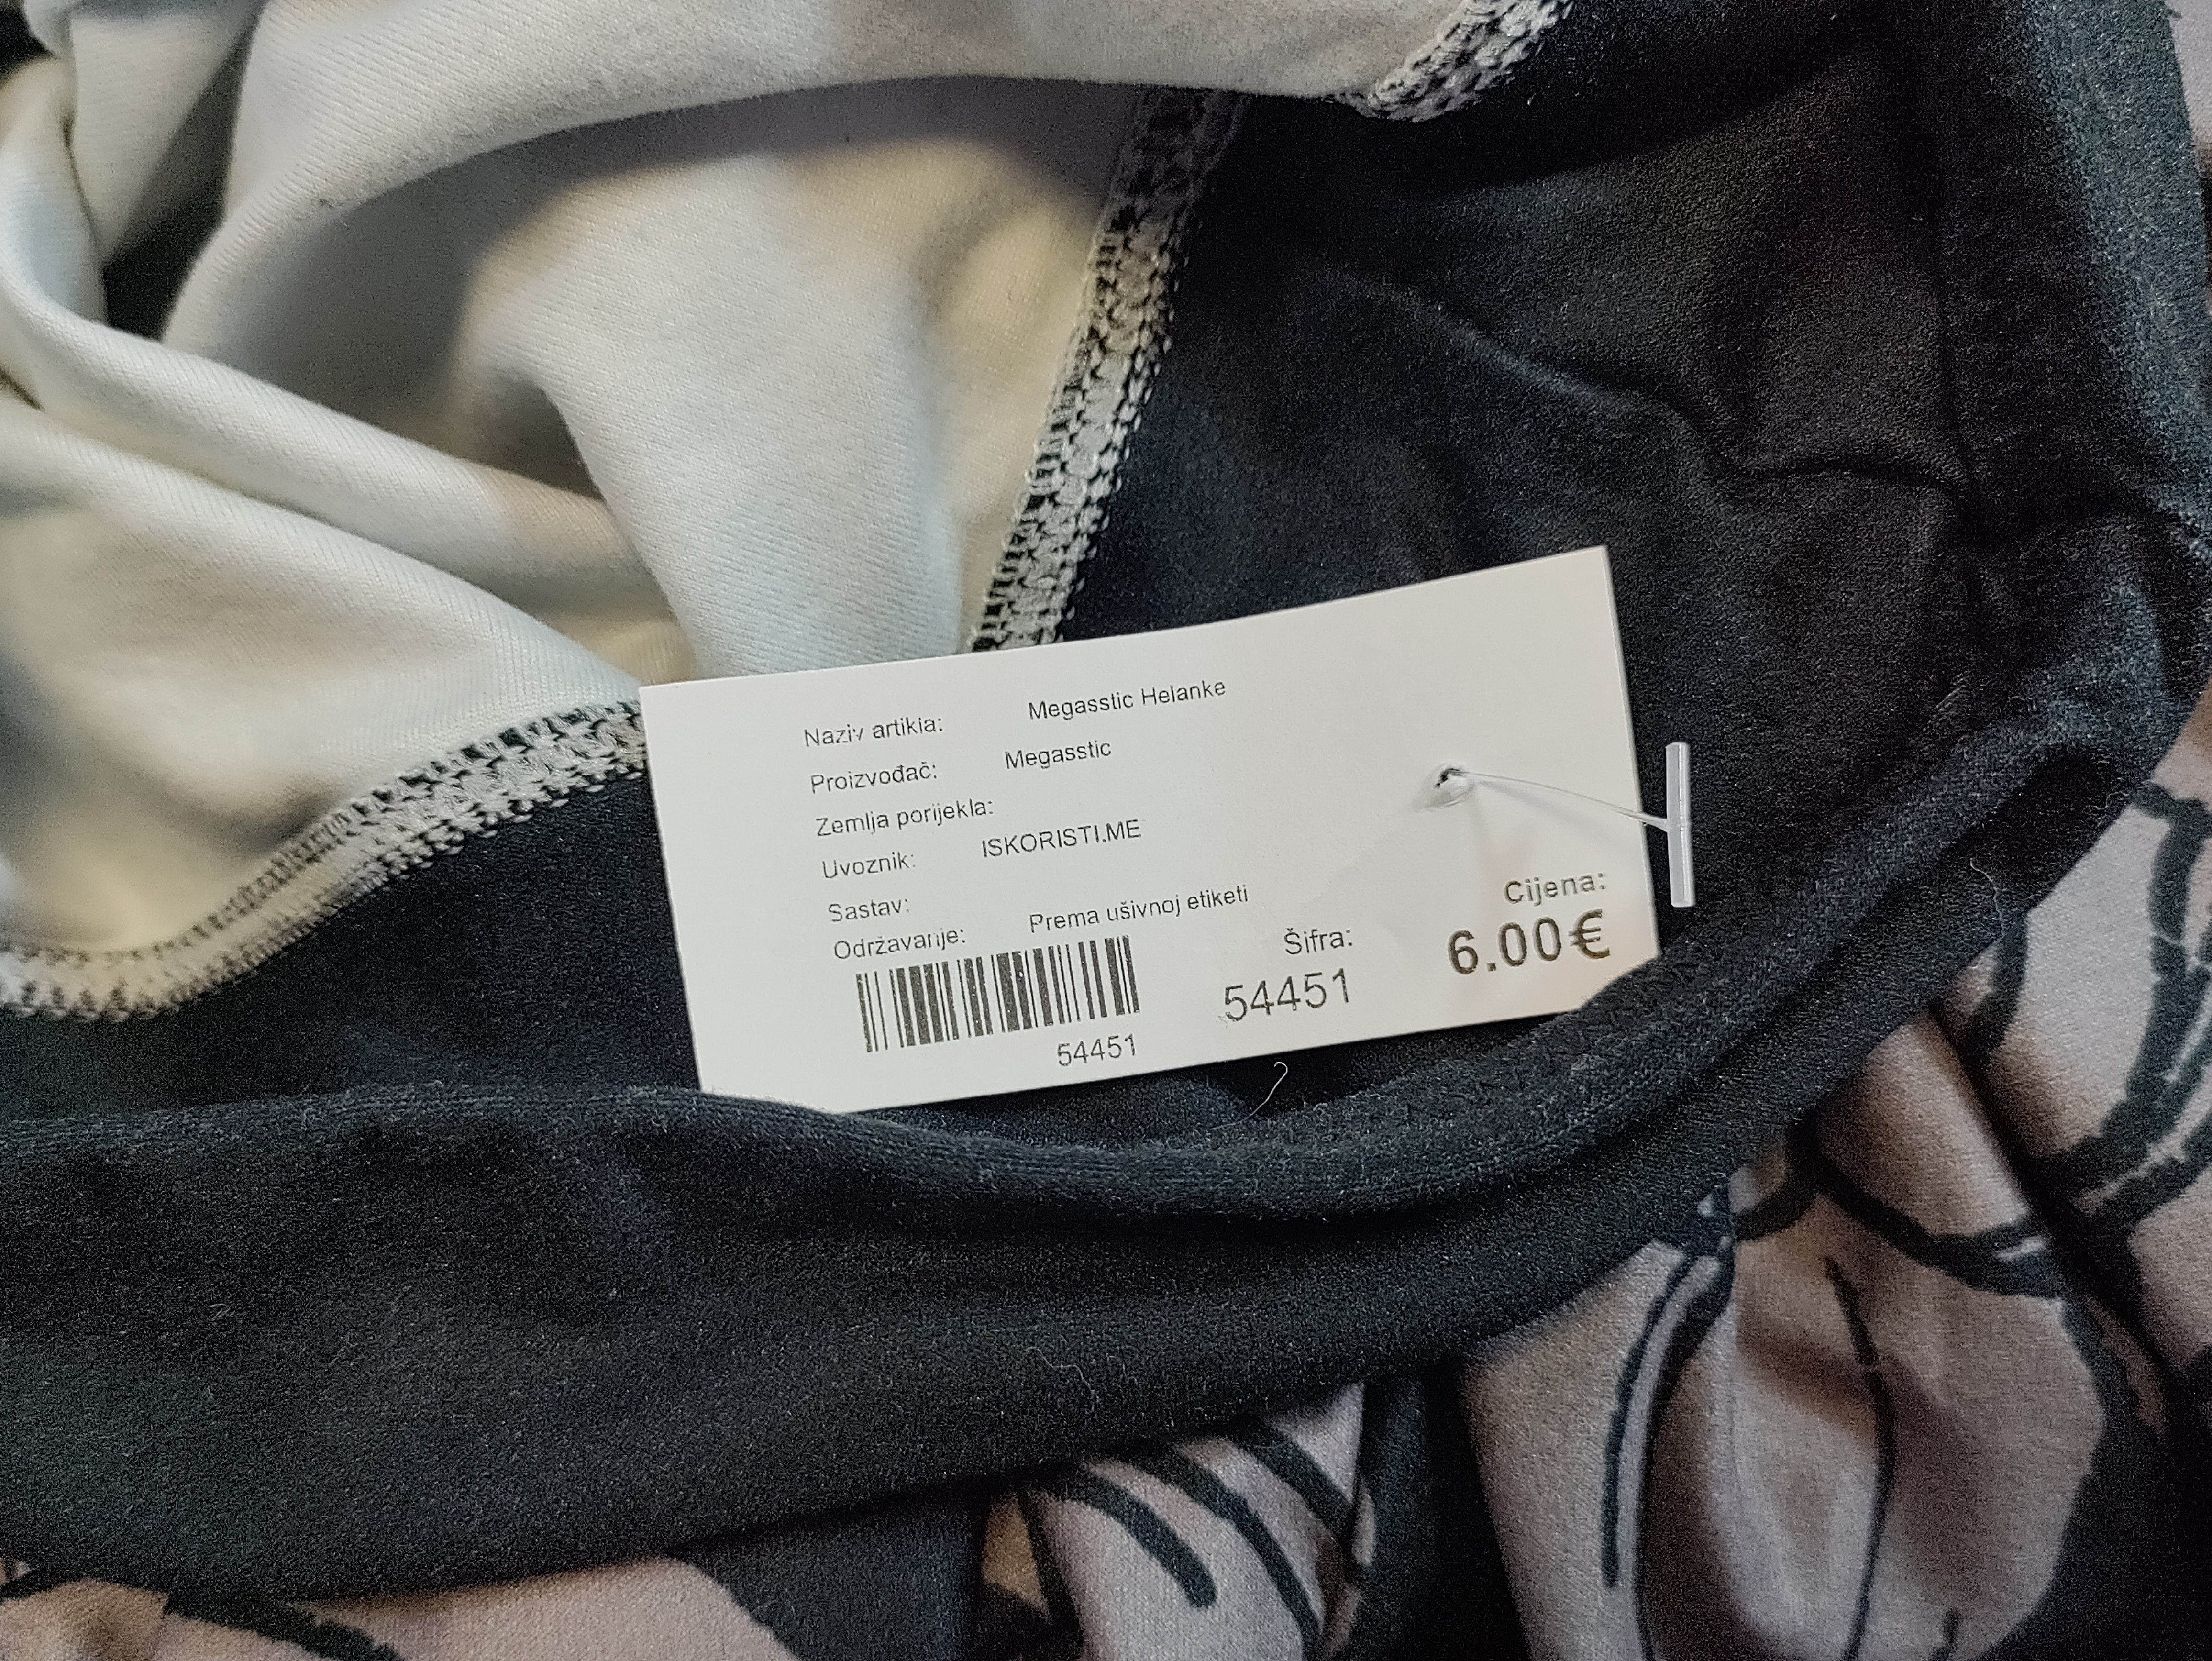 Naziv artikia: Megasstic Helanke
Proizvođač: Megasstic
Zemlja porijekla:
Uvoznik: ISKORISTI.ME
Sastav:
Održavanje: Prema ušivnoj etiketi
54451
Šifra:
54451
Cijena:
6.00€